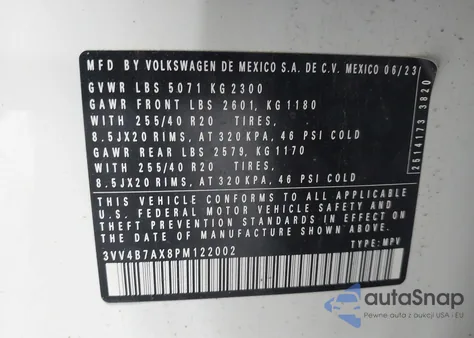 MFD BY VOLKSWAGEN DE MEXICO S.A. DE C.V. MEXICO 06/23
GVWR LBS 5071 KG 2300
GAWR FRONT LBS 2601, KG 1180
WITH 255/40 R20 TIRES,
8.5JX20 RIMS, AT 320 KPA, 46 PSI COLD
GAWR REAR LBS 2579, KG 1170
WITH 255/40 R20 TIRES,
8.5JX20 RIMS, AT 320 KPA, 46 PSI COLD
THIS VEHICLE CONFORMS TO ALL APPLICABLE
U.S. FEDERAL MOTOR VEHICLE SAFETY AND
THEFT PREVENTION STANDARDS IN EFFECT ON
THE DATE OF MANUFACTURE SHOWN ABOVE.
3VV4B7AX8PM122002 TYPE: MPV
2514173 3820
autoSnap
Pewne auta z aukcji USA - EU